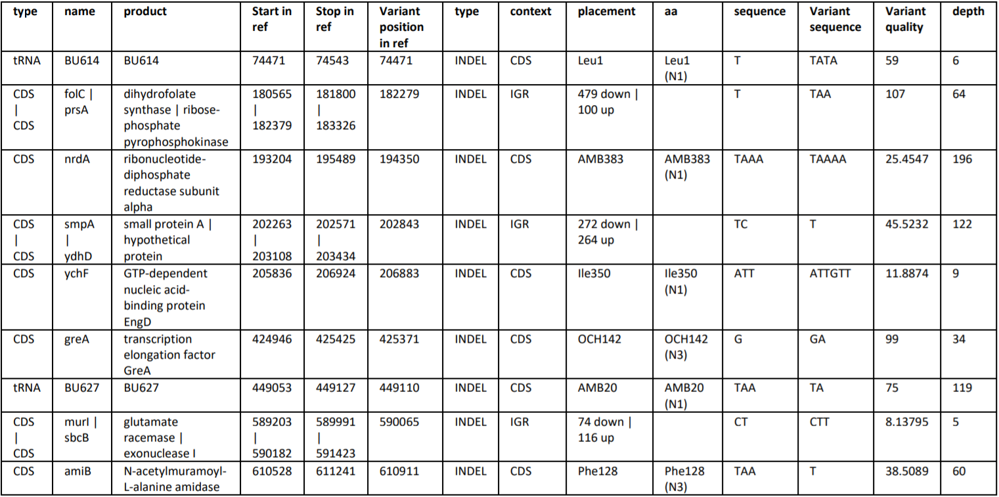 type name product Start in ref Stop in ref Variant position in ref type context placement aa sequence Variant sequence Variant quality depth
tRNA BU614 BU614 74471 74543 74471 INDEL CDS Leu1 Leu1 (N1) T TATA 59 6
CDS | CDS folC | prsA dihydrofolate synthase | ribose-phosphate pyrophosphokinase 180565 | 182379 181800 | 183326 182279 INDEL IGR 479 down | 100 up T TAA 107 64
CDS nrdA ribonucleotide-diphosphate reductase subunit alpha 193204 195489 194350 INDEL CDS AMB383 AMB383 (N1) TAAA TAAAA 25.4547 196
CDS | CDS smpA | ydhD small protein A | hypothetical protein 202263 | 203108 202571 | 203434 202843 INDEL IGR 272 down | 264 up TC T 45.5232 122
CDS ychF GTP-dependent nucleic acid-binding protein EngD 205836 206924 206883 INDEL CDS Ile350 Ile350 (N1) ATT ATTGTT 11.8874 9
CDS greA transcription elongation factor GreA 424946 425425 425371 INDEL CDS OCH142 OCH142 (N3) G GA 99 34
tRNA BU627 BU627 449053 449127 449110 INDEL CDS AMB20 AMB20 (N1) TAA TA 75 119
CDS | CDS murI | sbcB glutamate racemase | exonuclease I 589203 | 590182 589991 | 591423 590065 INDEL IGR 74 down | 116 up CT CTT 8.13795 5
CDS amiB N-acetylmuramoyl-L-alanine amidase 610528 611241 610911 INDEL CDS Phe128 Phe128 (N3) TAA T 38.5089 60